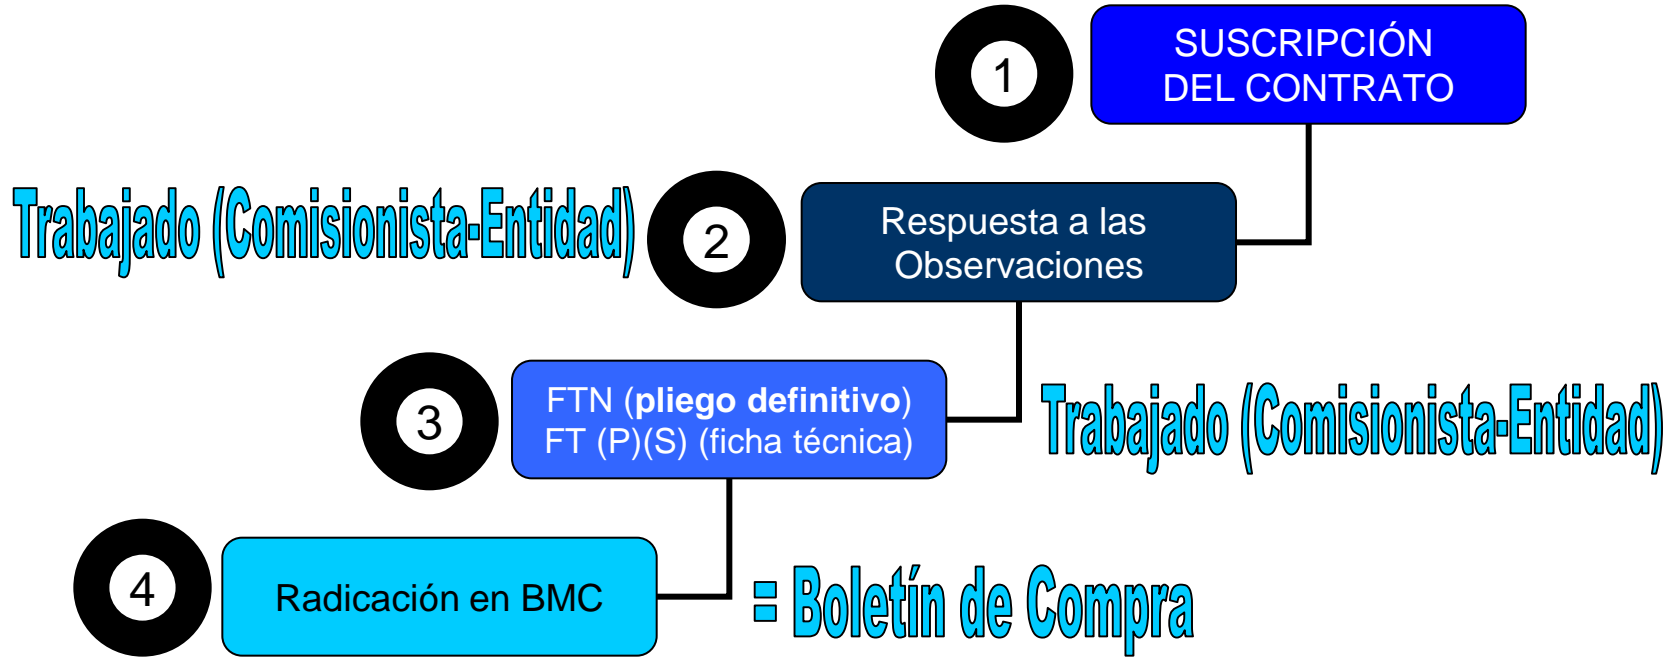 1
SUSCRIPCIÓN
DEL CONTRATO
Trabajado (Comisionista-Entidad)
2
Respuesta a las
Observaciones
3
FTN (pliego definitivo)
FT (P)(S) (ficha técnica)
Trabajado (Comisionista-Entidad)
4
Radicación en BMC
= Boletín de Compra